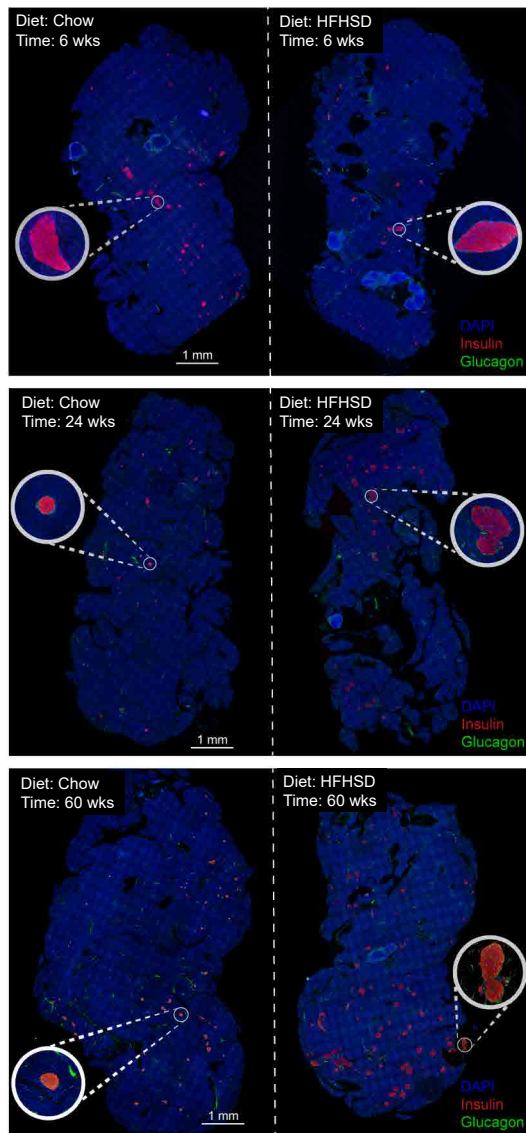 Diet: Chow
Time: 6 wks
Diet: HFHSD
Time: 6 wks
DAPI
Insulin
Glucagon
1 mm
Diet: Chow
Time: 24 wks
Diet: HFHSD
Time: 24 wks
DAPI
Insulin
Glucagon
1 mm
Diet: Chow
Time: 60 wks
Diet: HFHSD
Time: 60 wks
DAPI
Insulin
Glucagon
1 mm